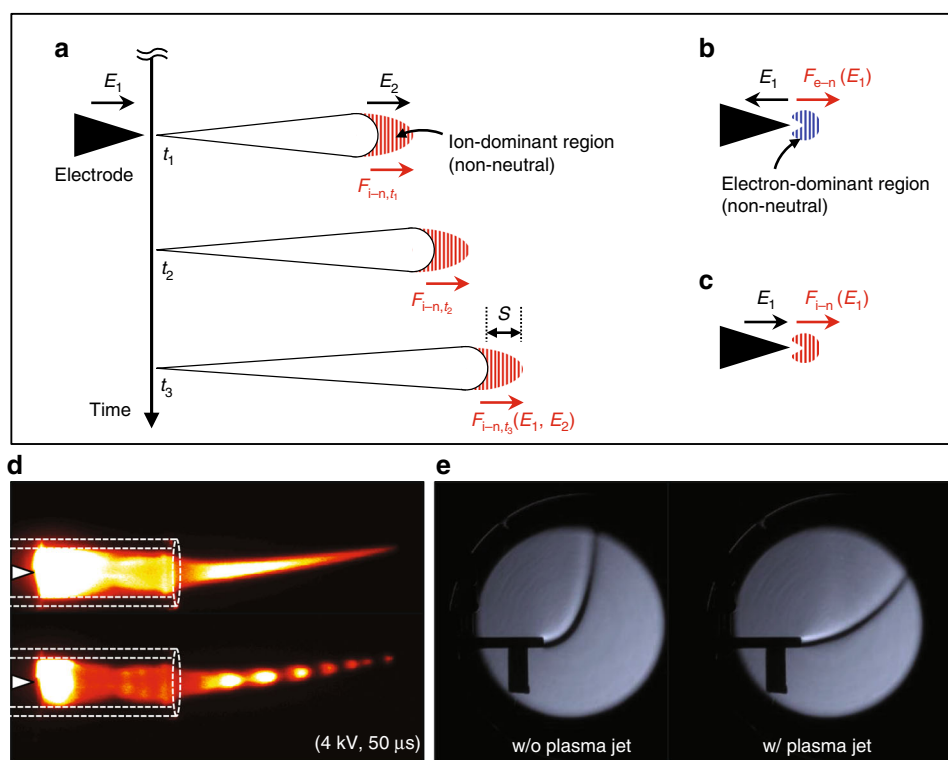 a
E1
E2
Ion-dominant region
(non-neutral)
t1
Electrode
Fi–n,t1
t2
Fi–n,t2
S
t3
Time
Fi–n,t3(E1, E2)
b
E1
Fe–n(E1)
Electron-dominant region
(non-neutral)
c
E1
Fi–n(E1)
d
(4 kV, 50 μs)
e
w/o plasma jet
w/ plasma jet